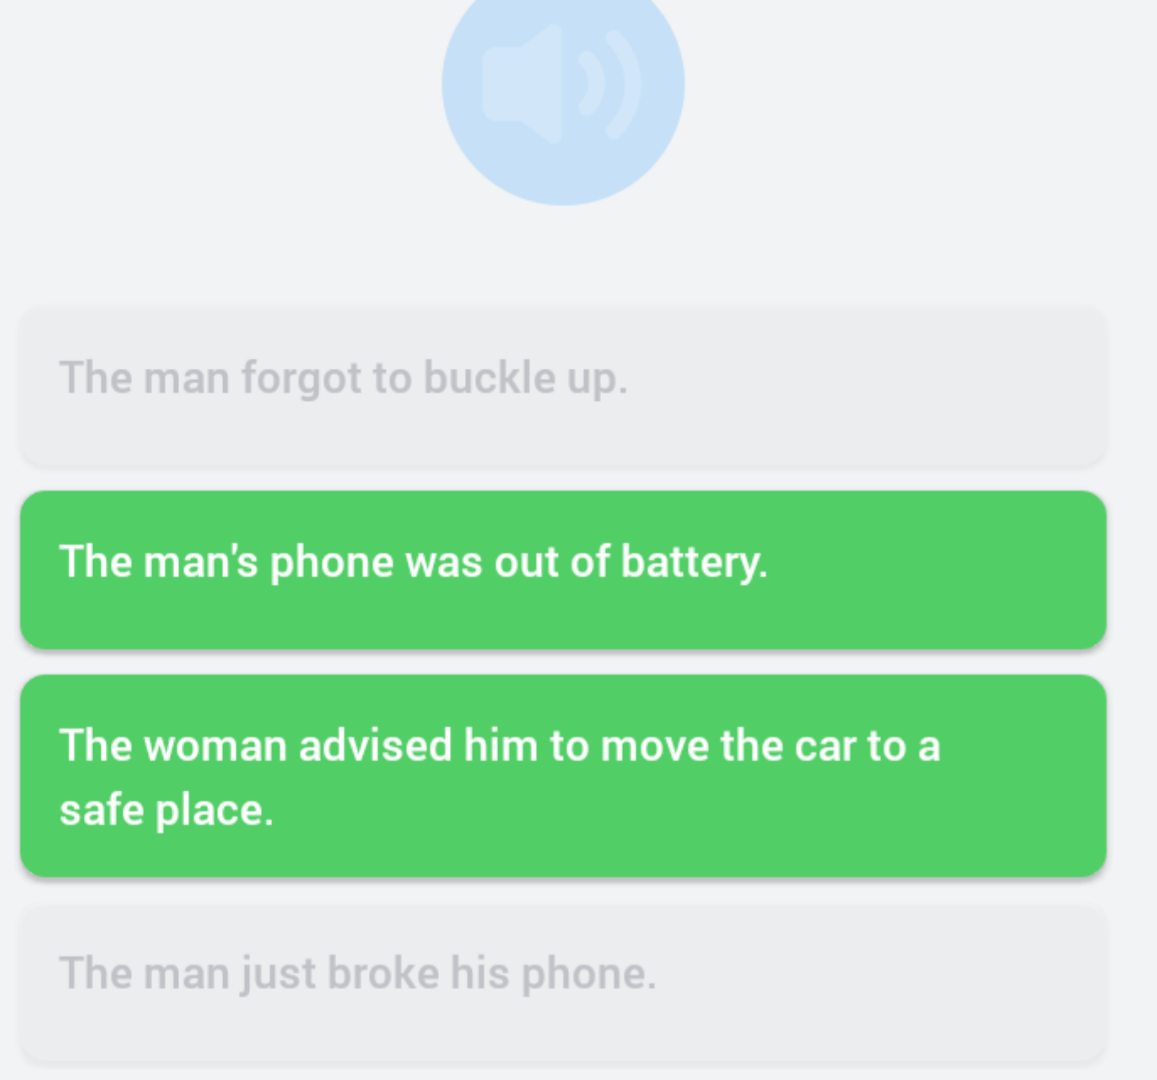 The man forgot to buckle up.
The man's phone was out of battery.
The woman advised him to move the car to a
safe place.
The man just broke his phone.